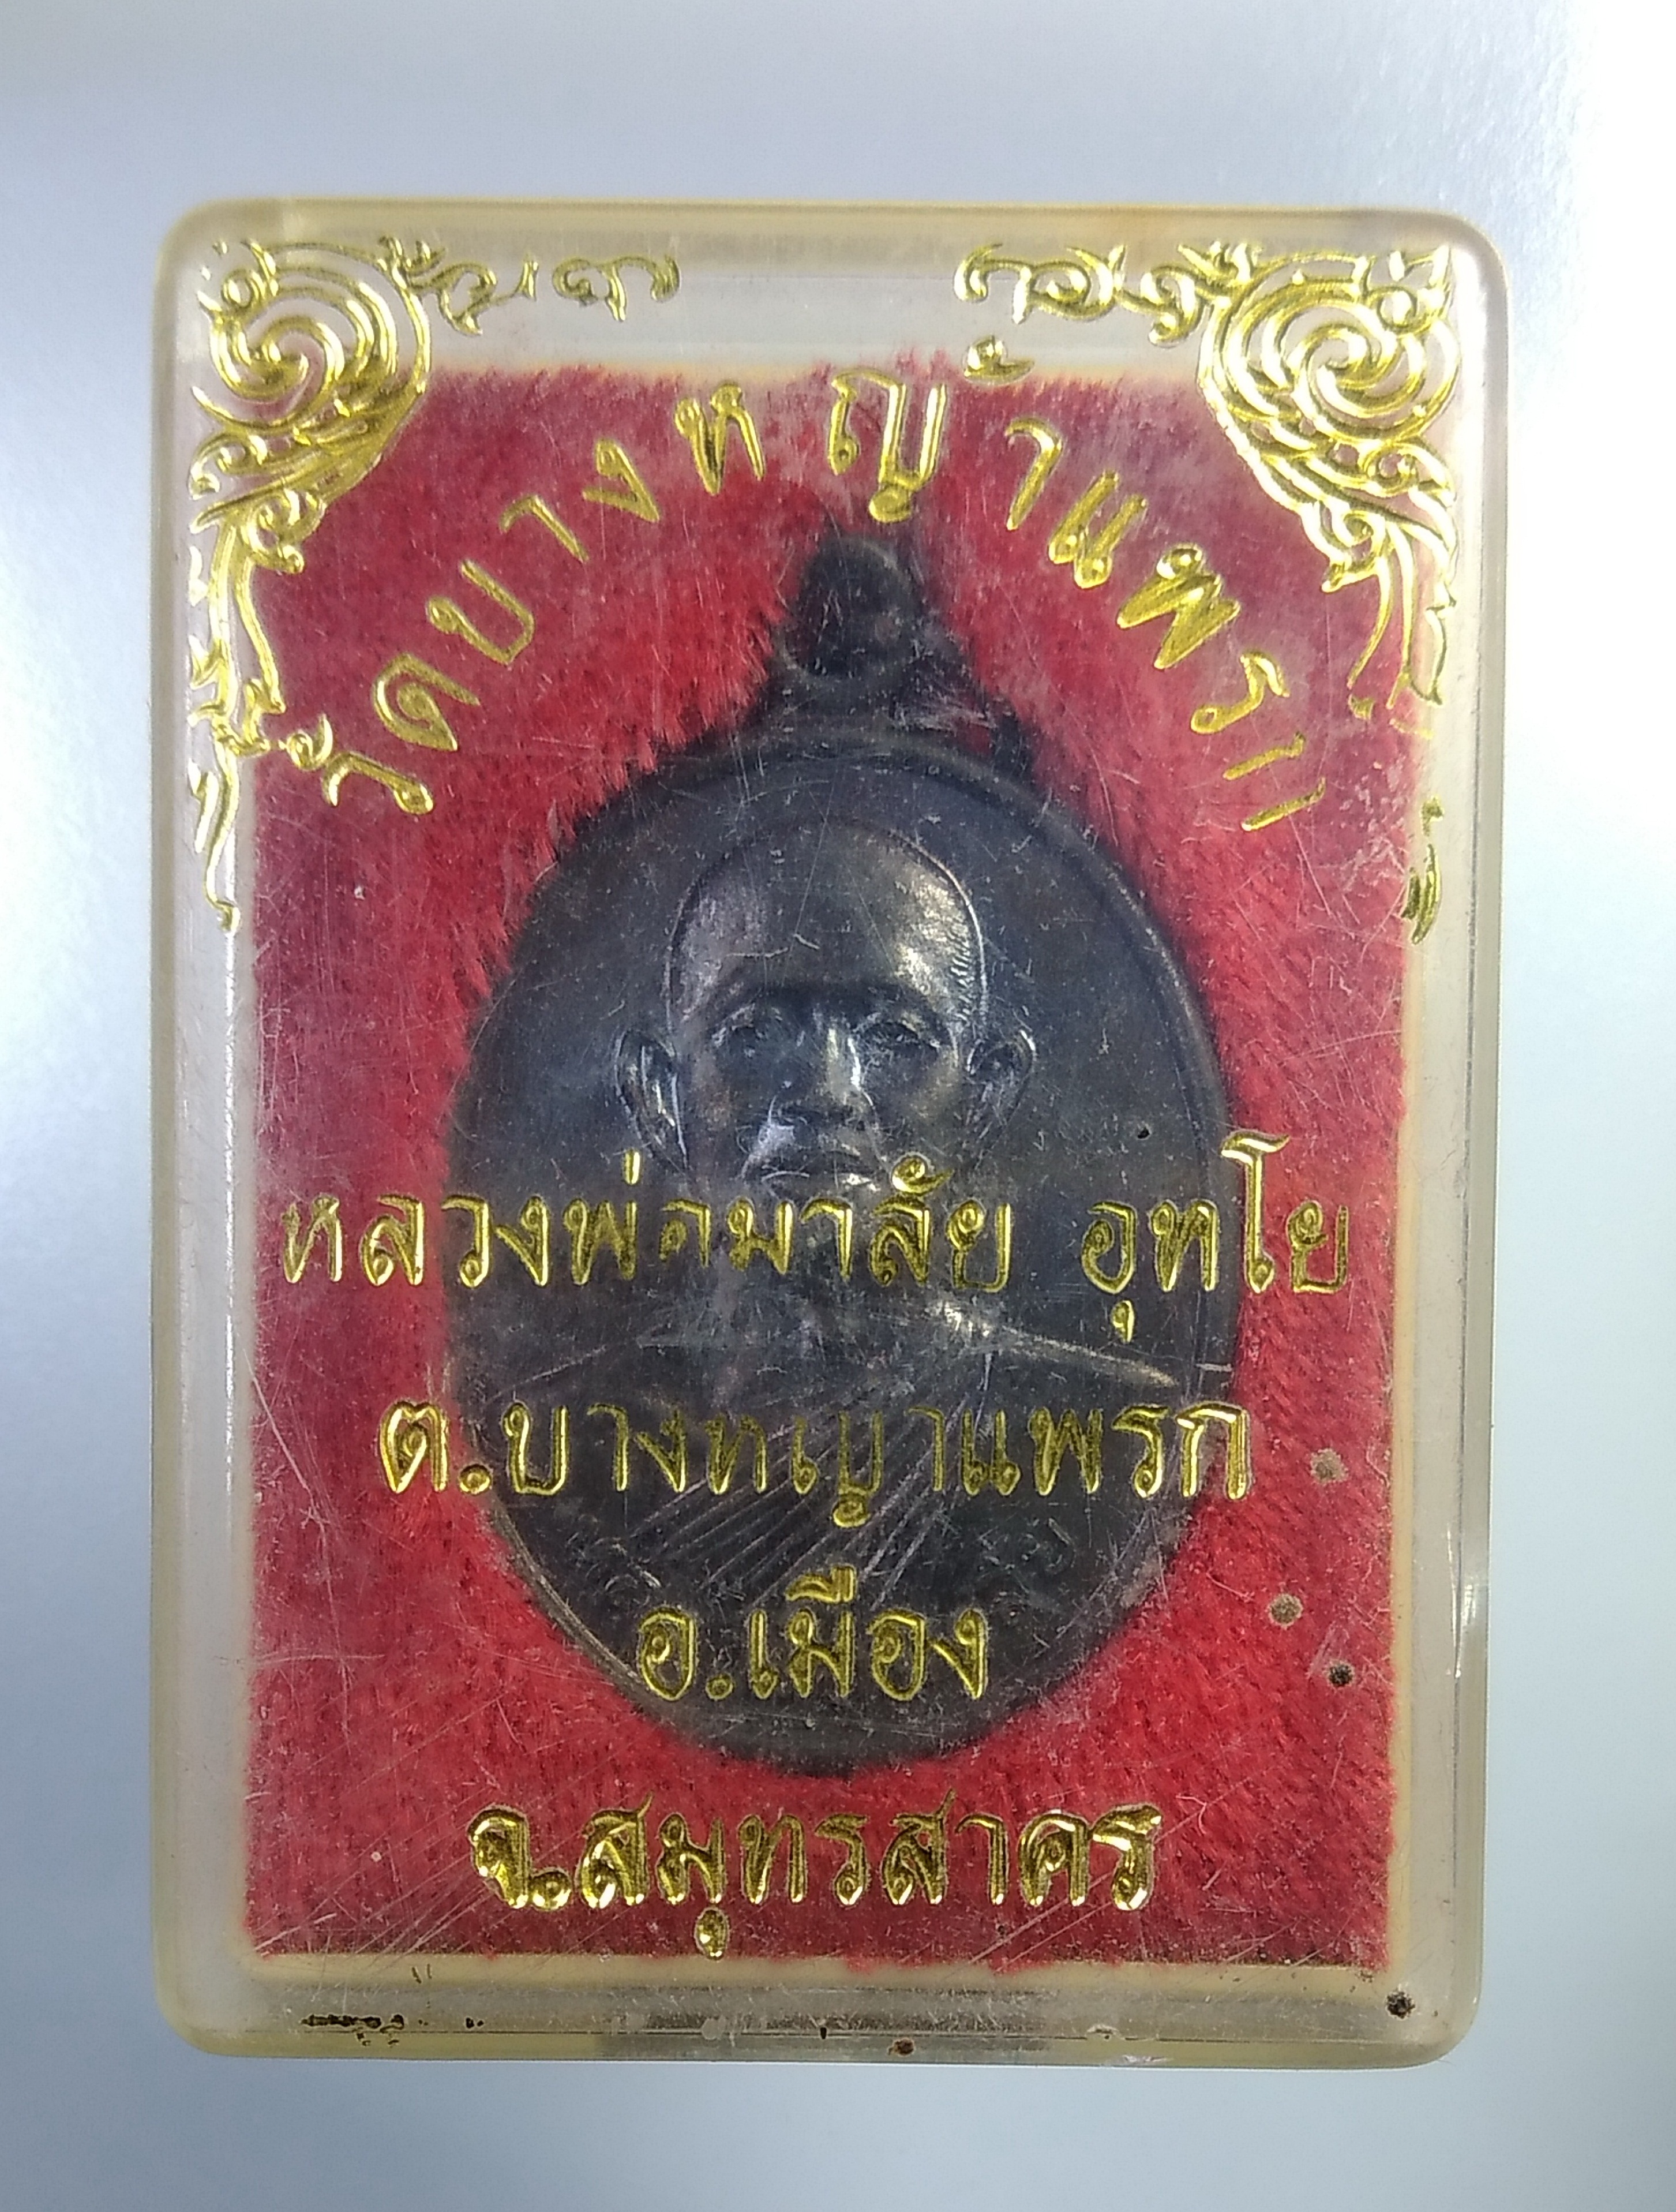 วัดบางหญ้าแพรก
หลวงพ่อมาลัย อุทโย
ต.บางหญาแพรก
อ.เมือง
จ.สมุทรสาคร